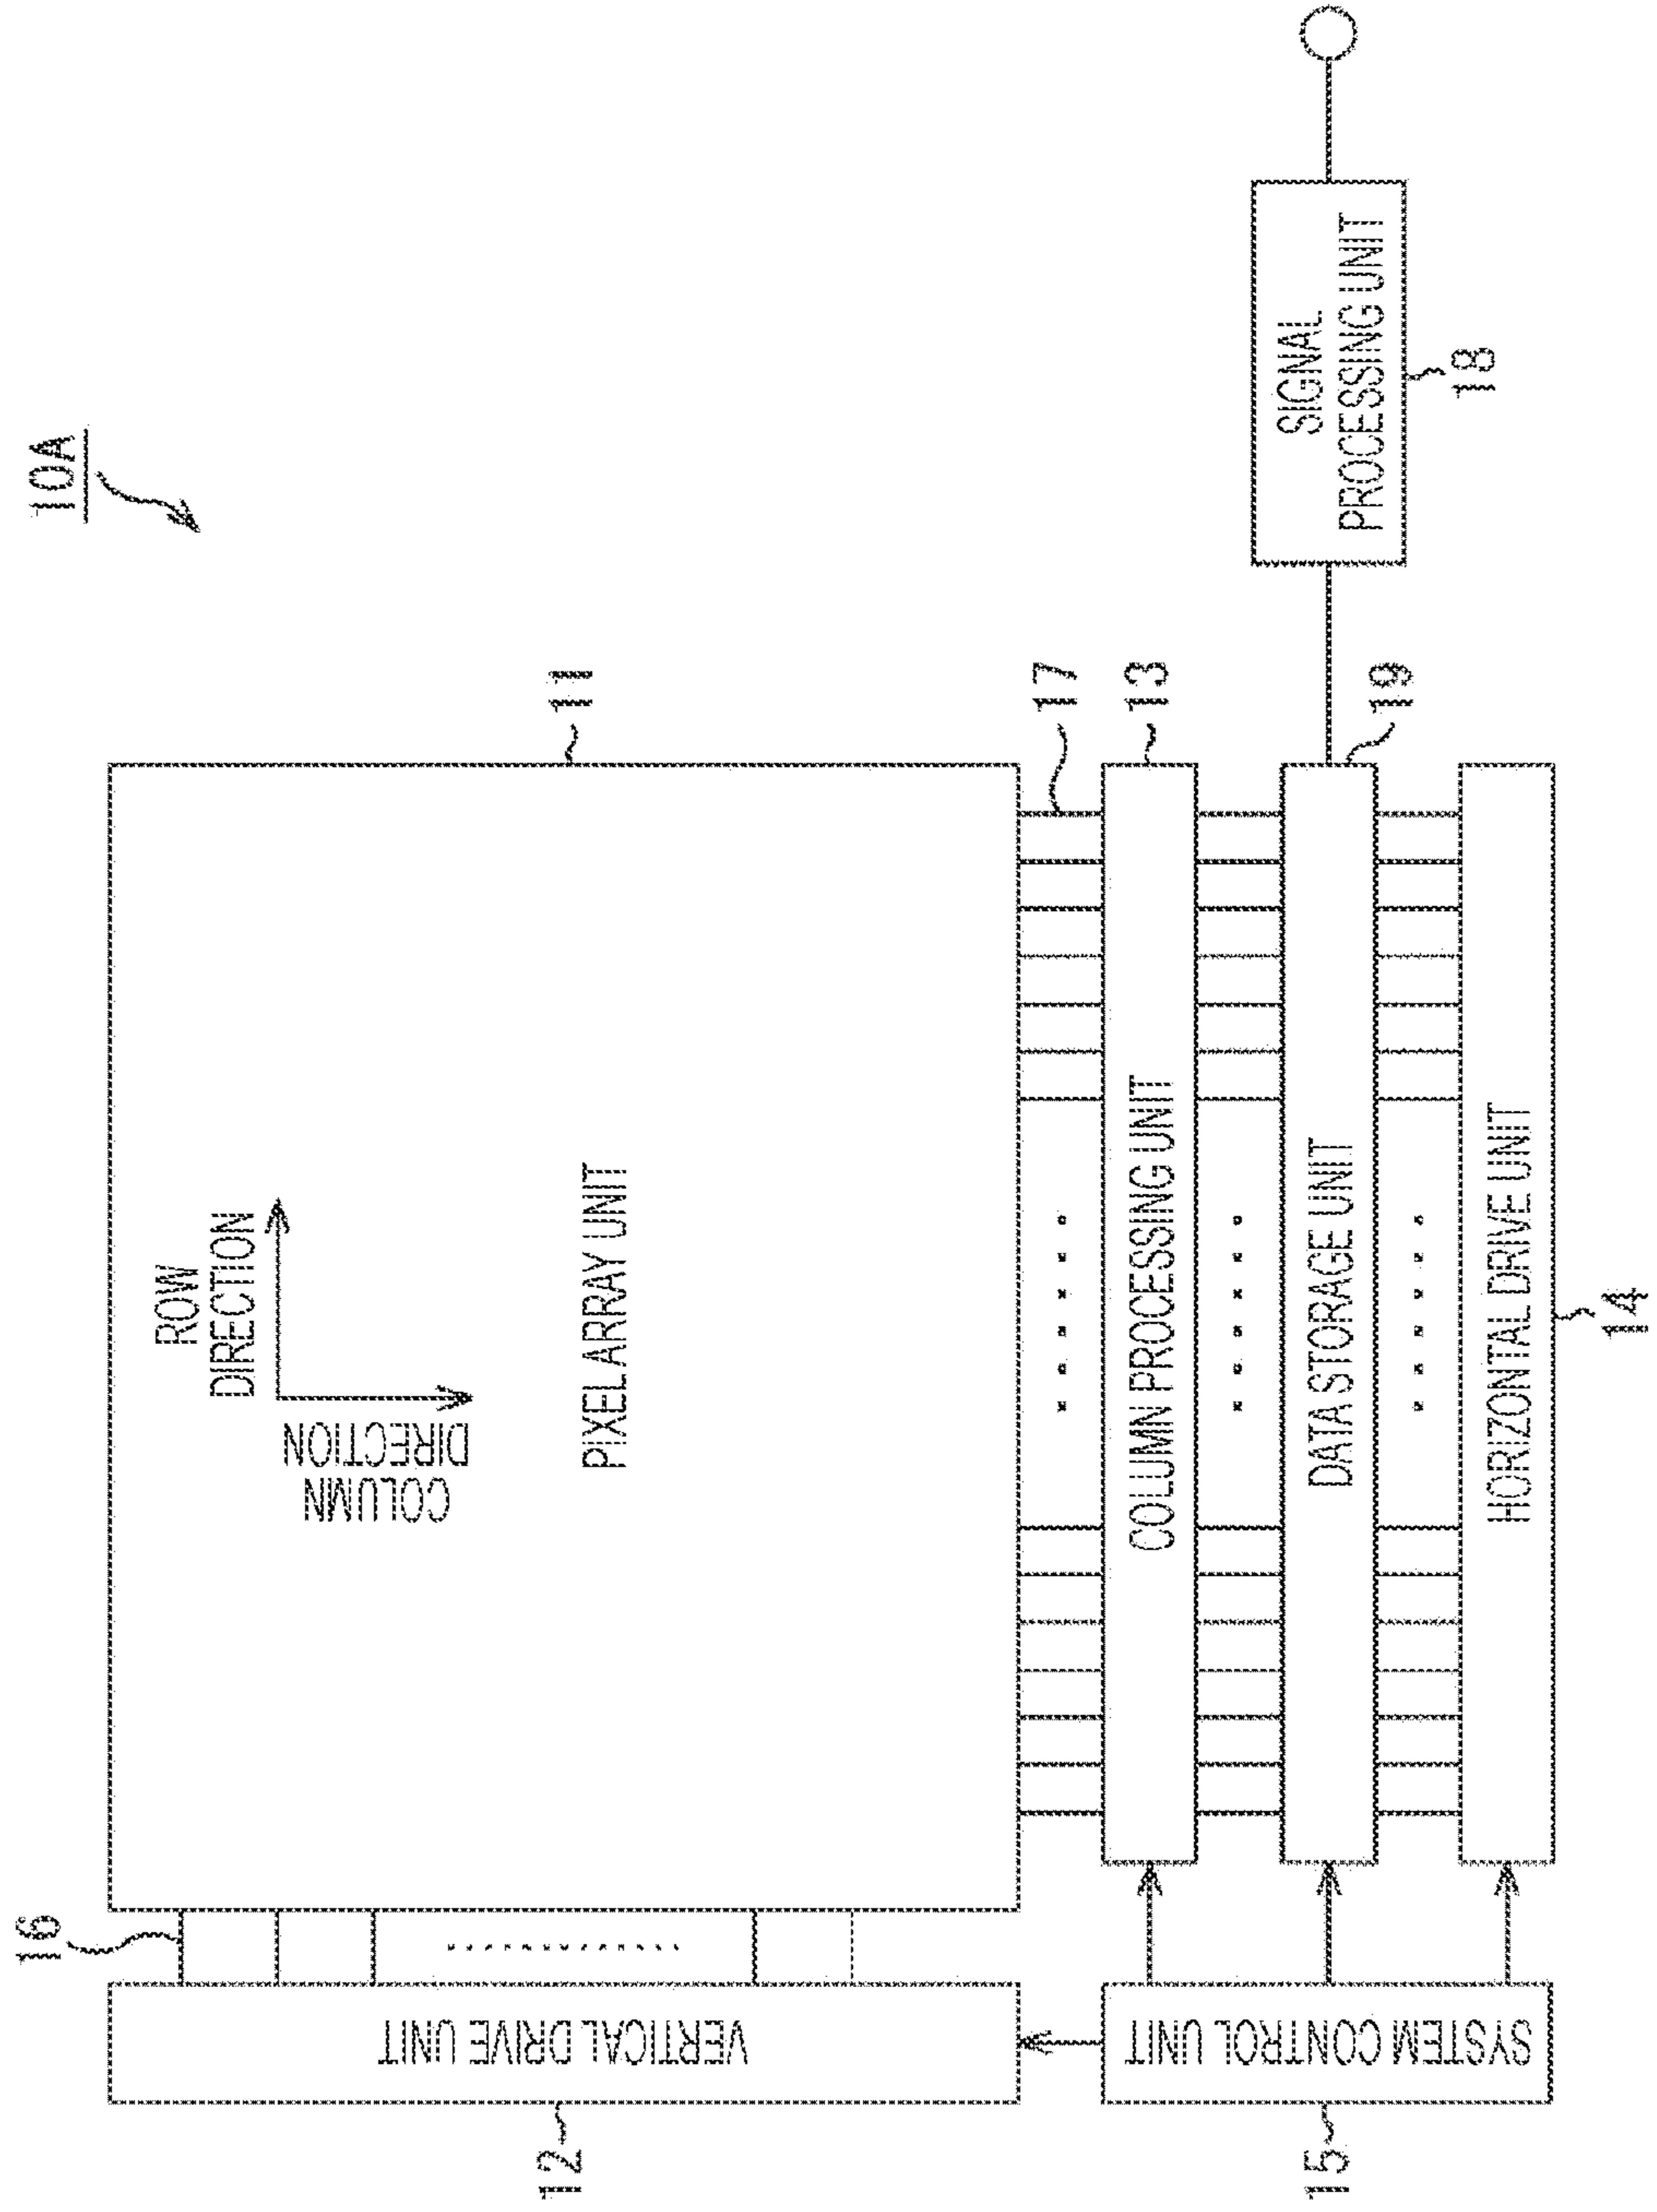 10A
11
ROW
DIRECTION
COLUMN
DIRECTION
PIXEL ARRAY UNIT
16
VERTICAL DRIVE UNIT
12
17
COLUMN PROCESSING UNIT
13
DATA STORAGE UNIT
19
HORIZONTAL DRIVE UNIT
14
SYSTEM CONTROL UNIT
15
SIGNAL
PROCESSING UNIT
18